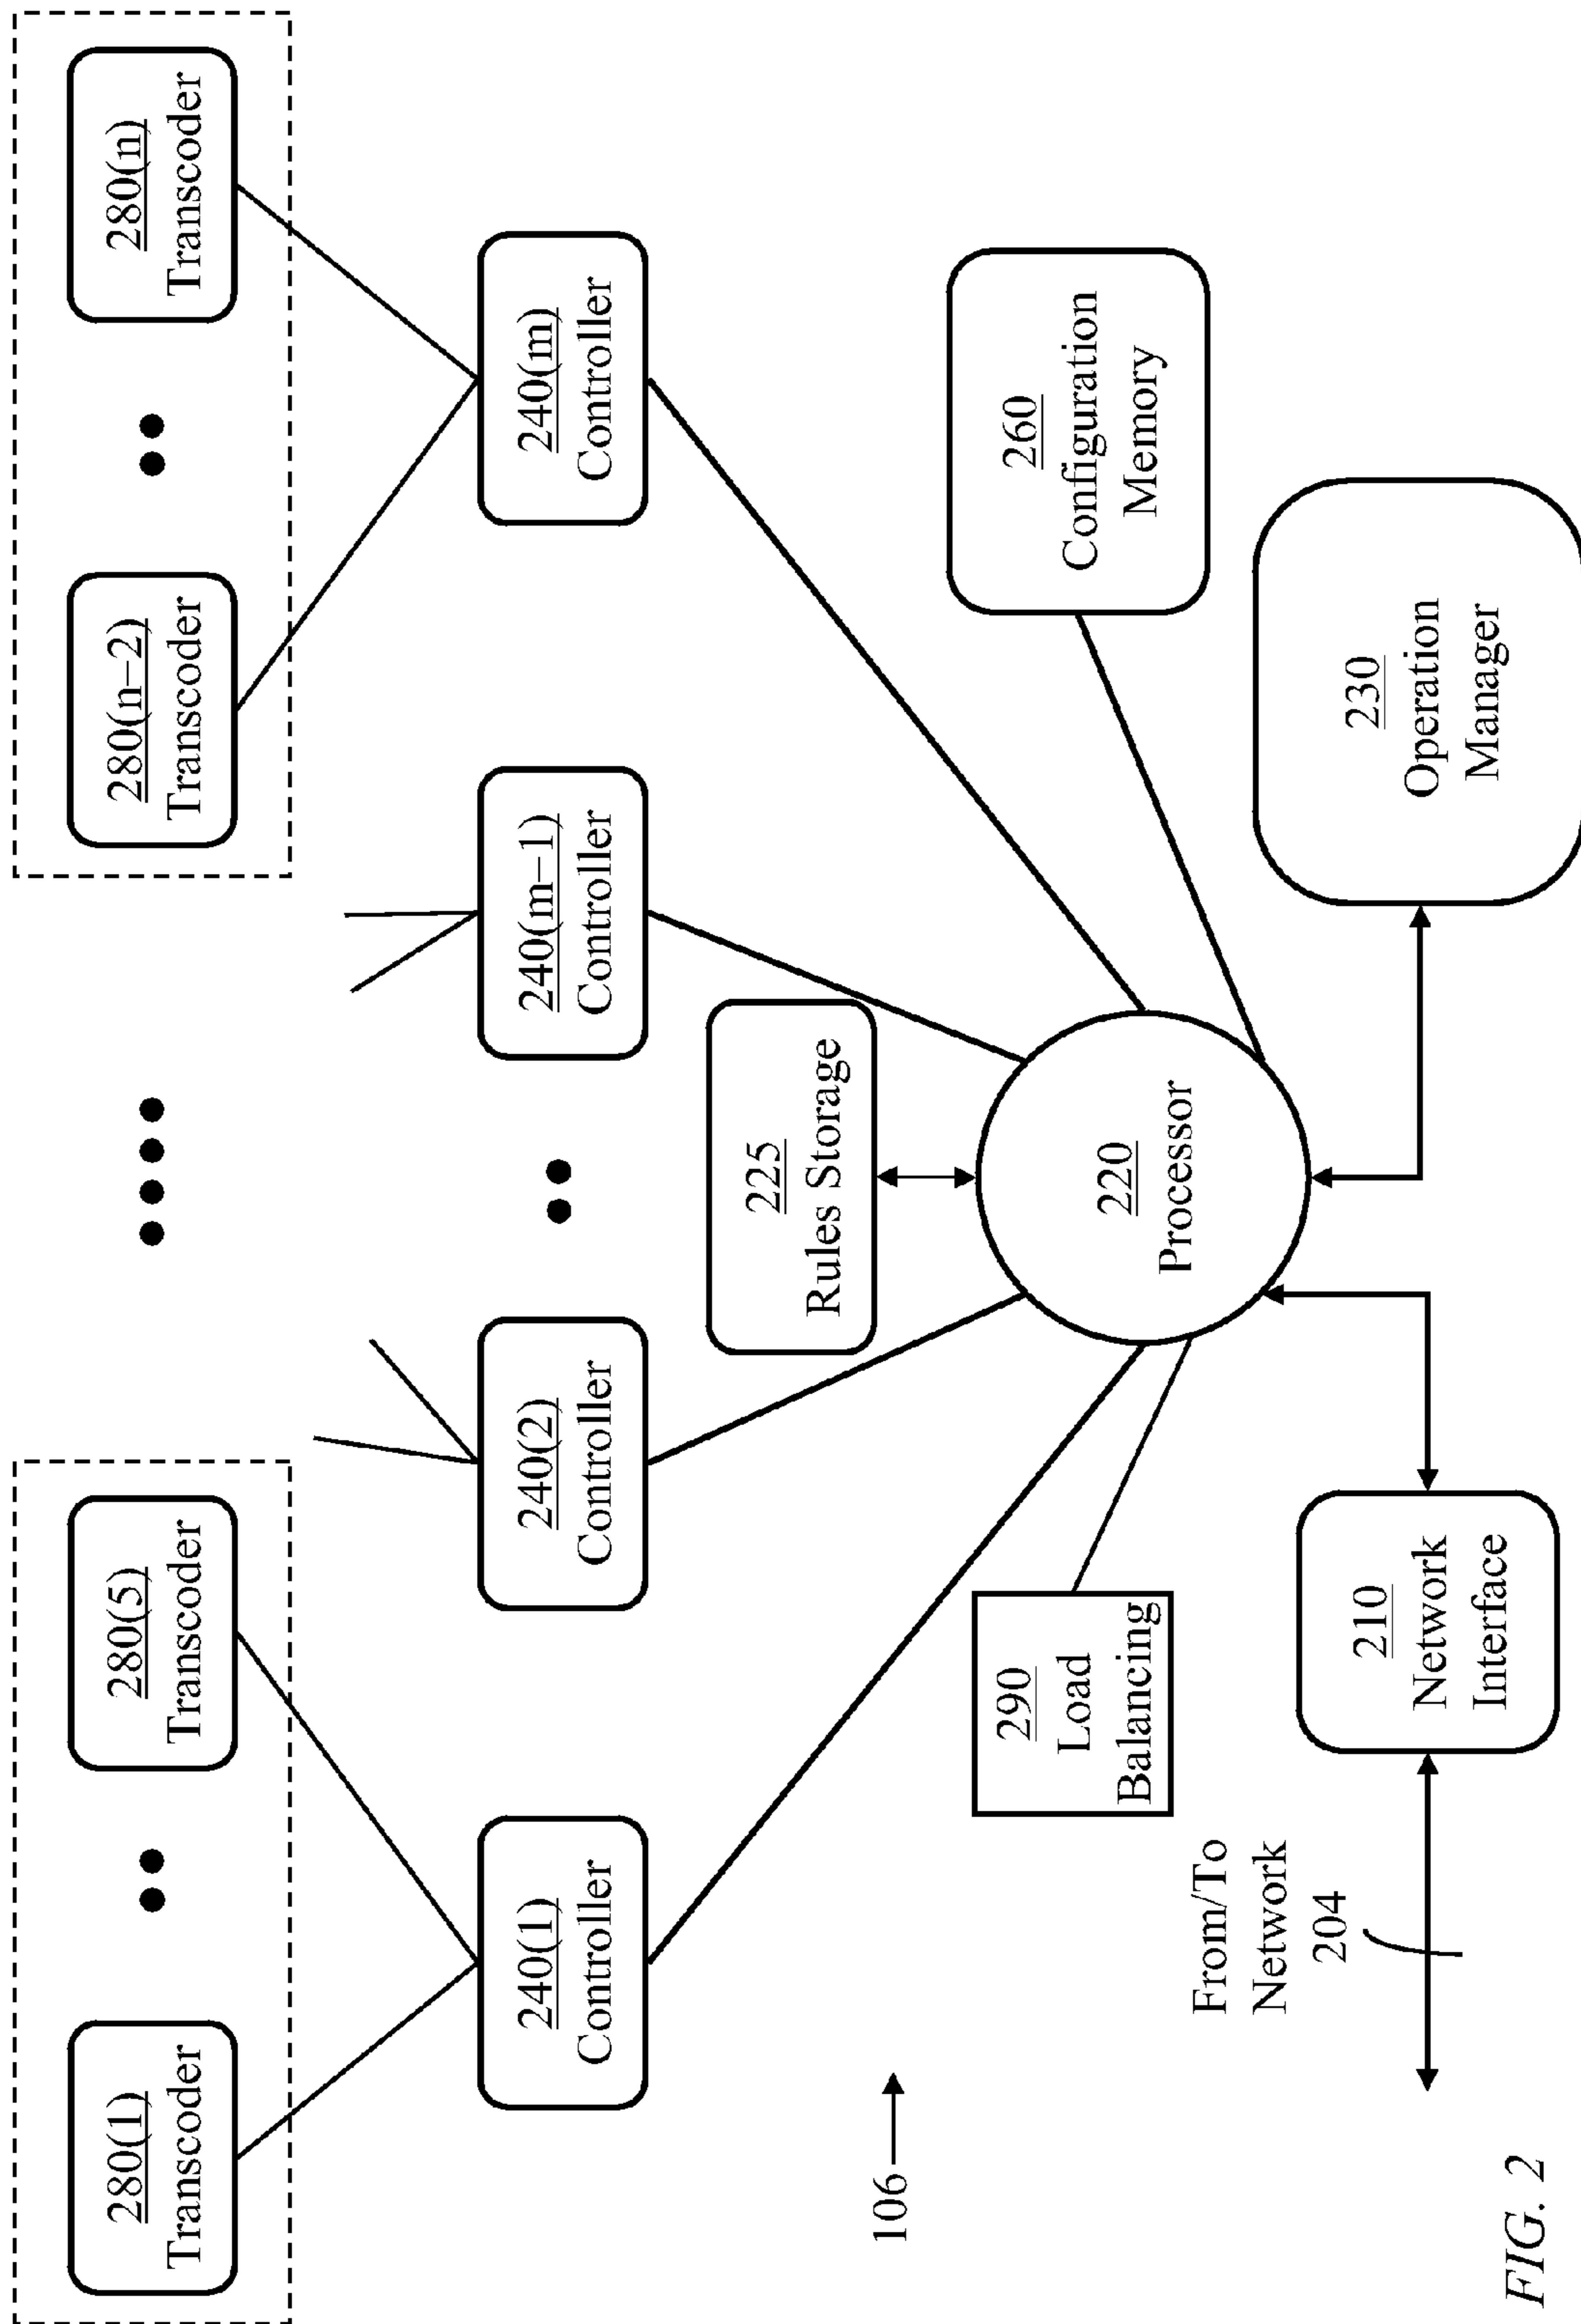 280(1)
Transcoder
280(5)
Transcoder
280(n–2)
Transcoder
280(n)
Transcoder
240(1)
Controller
240(2)
Controller
240(m–1)
Controller
240(m)
Controller
225
Rules Storage
290
Load
Balancing
220
Processor
260
Configuration
Memory
106
From/To
Network
204
210
Network
Interface
230
Operation
Manager
FIG. 2